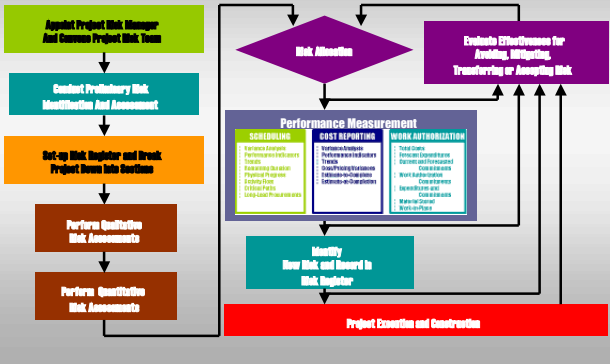 Appoint Project Risk Manager
And Convene Project Risk Team
Conduct Preliminary Risk
Identification And Assessment
Set-up Risk Register and Break
Project Down into Sections
Perform Qualitative
Risk Assessments
Perform Quantitative
Risk Assessments
Risk Allocation
Evaluate Effectiveness for
Avoiding, Mitigating,
Transferring or Accepting Risk
Performance Measurement
SCHEDULING
Variance Analysis
Performance Indicators
Trends
Remaining Duration
Physical Progress
Activity Float
Critical Paths
Long-Lead Procurements
COST REPORTING
Variance Analysis
Performance Indicators
Trends
Cost/Pricing Variances
Estimate-to-Complete
Estimate-at-Completion
WORK AUTHORIZATION
Total Costs
Forecast Expenditures
Current and Forecasted
Commitments
Work Authorization
Commitments
Expenditures and
Commitments
Material Stored
Work-in-Place
Identify
New Risk and Record in
Risk Register
Project Execution and Construction